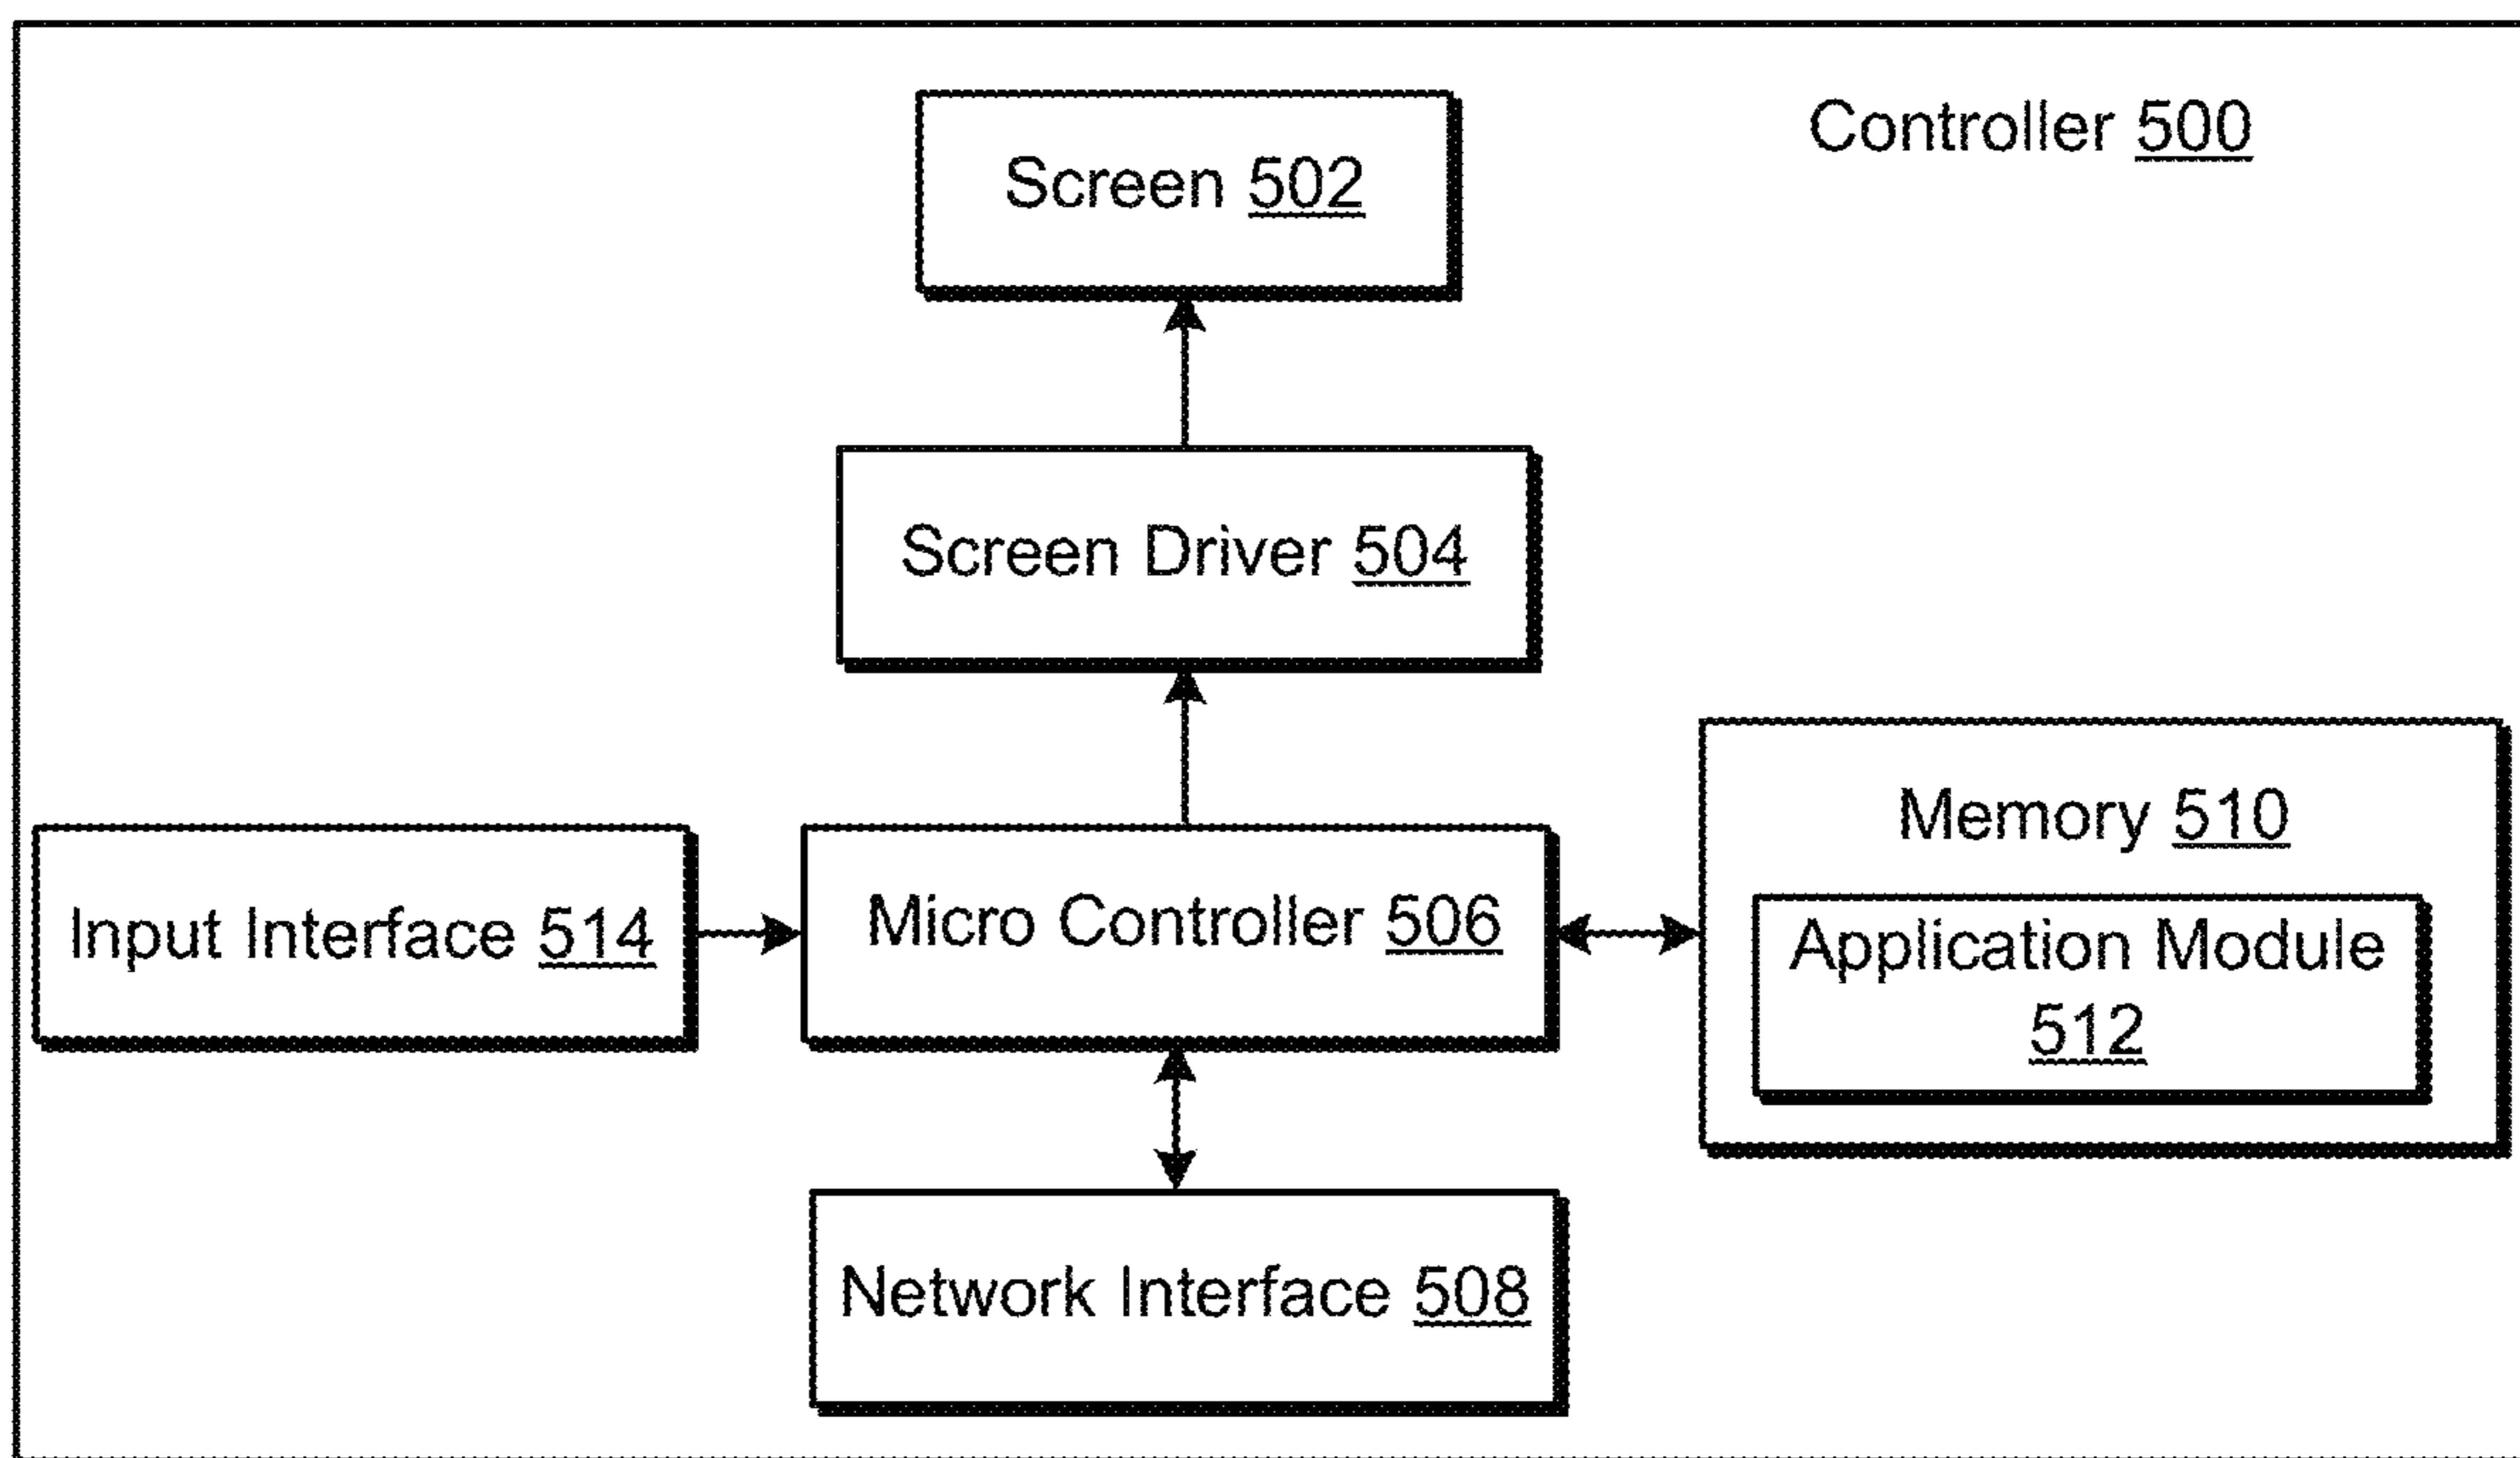 Controller 500
Screen 502
Screen Driver 504
Memory 510
Input Interface 514
Micro Controller 506
Application Module
512
Network Interface 508